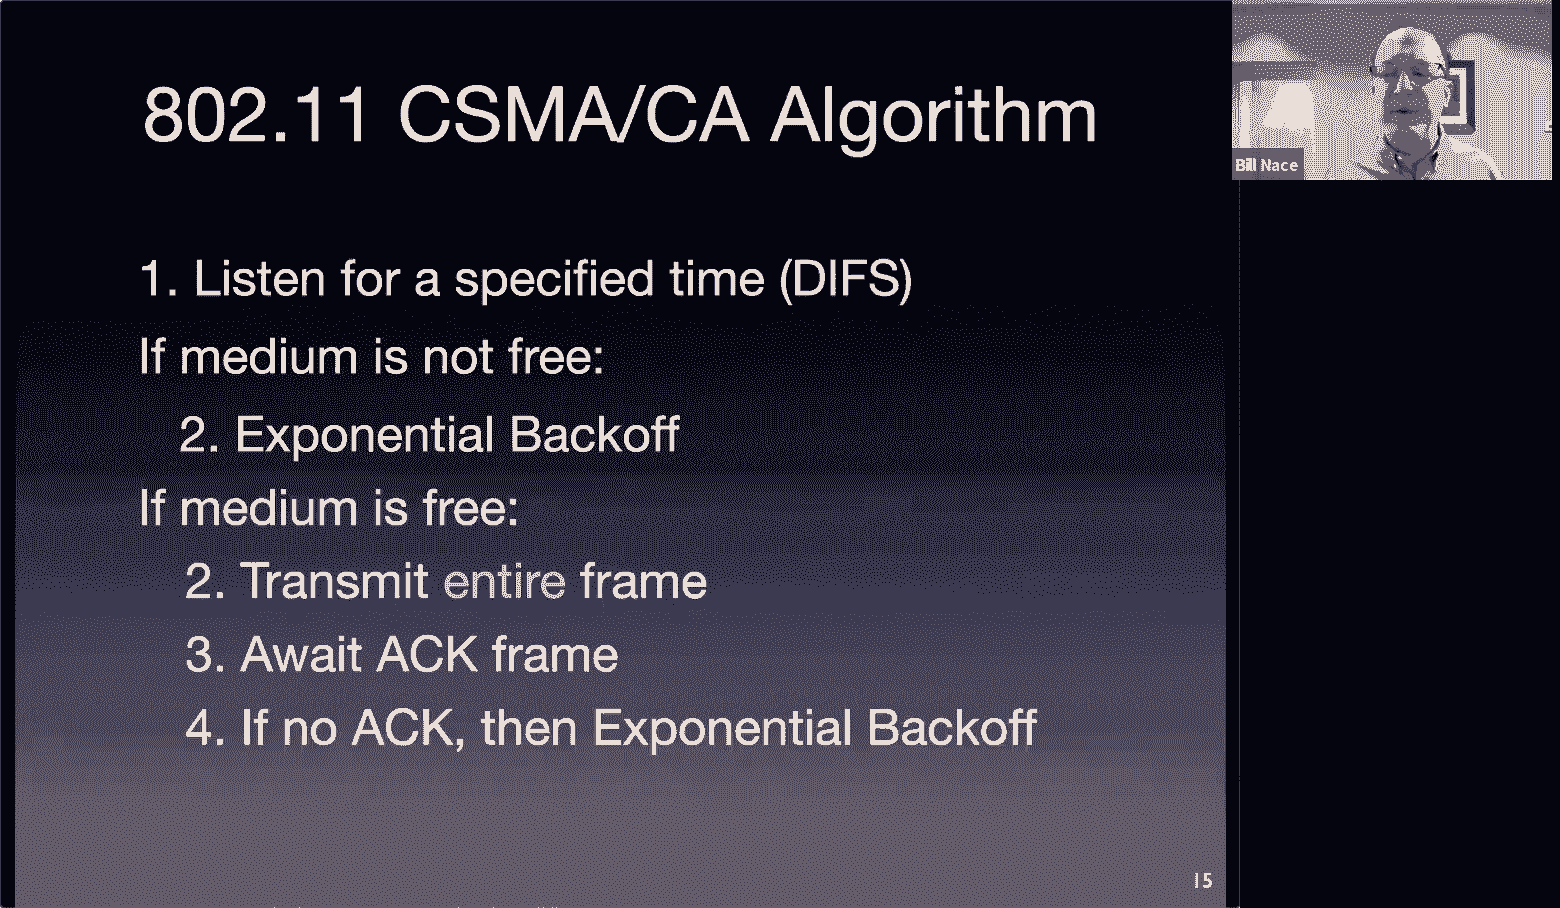 802.11 CSMA/CA Algorithm
Bill Nace
1. Listen for a specified time (DIFS)
If medium is not free:
2. Exponential Backoff
If medium is free:
2. Transmit entire frame
3. Await ACK frame
4. If no ACK, then Exponential Backoff
15